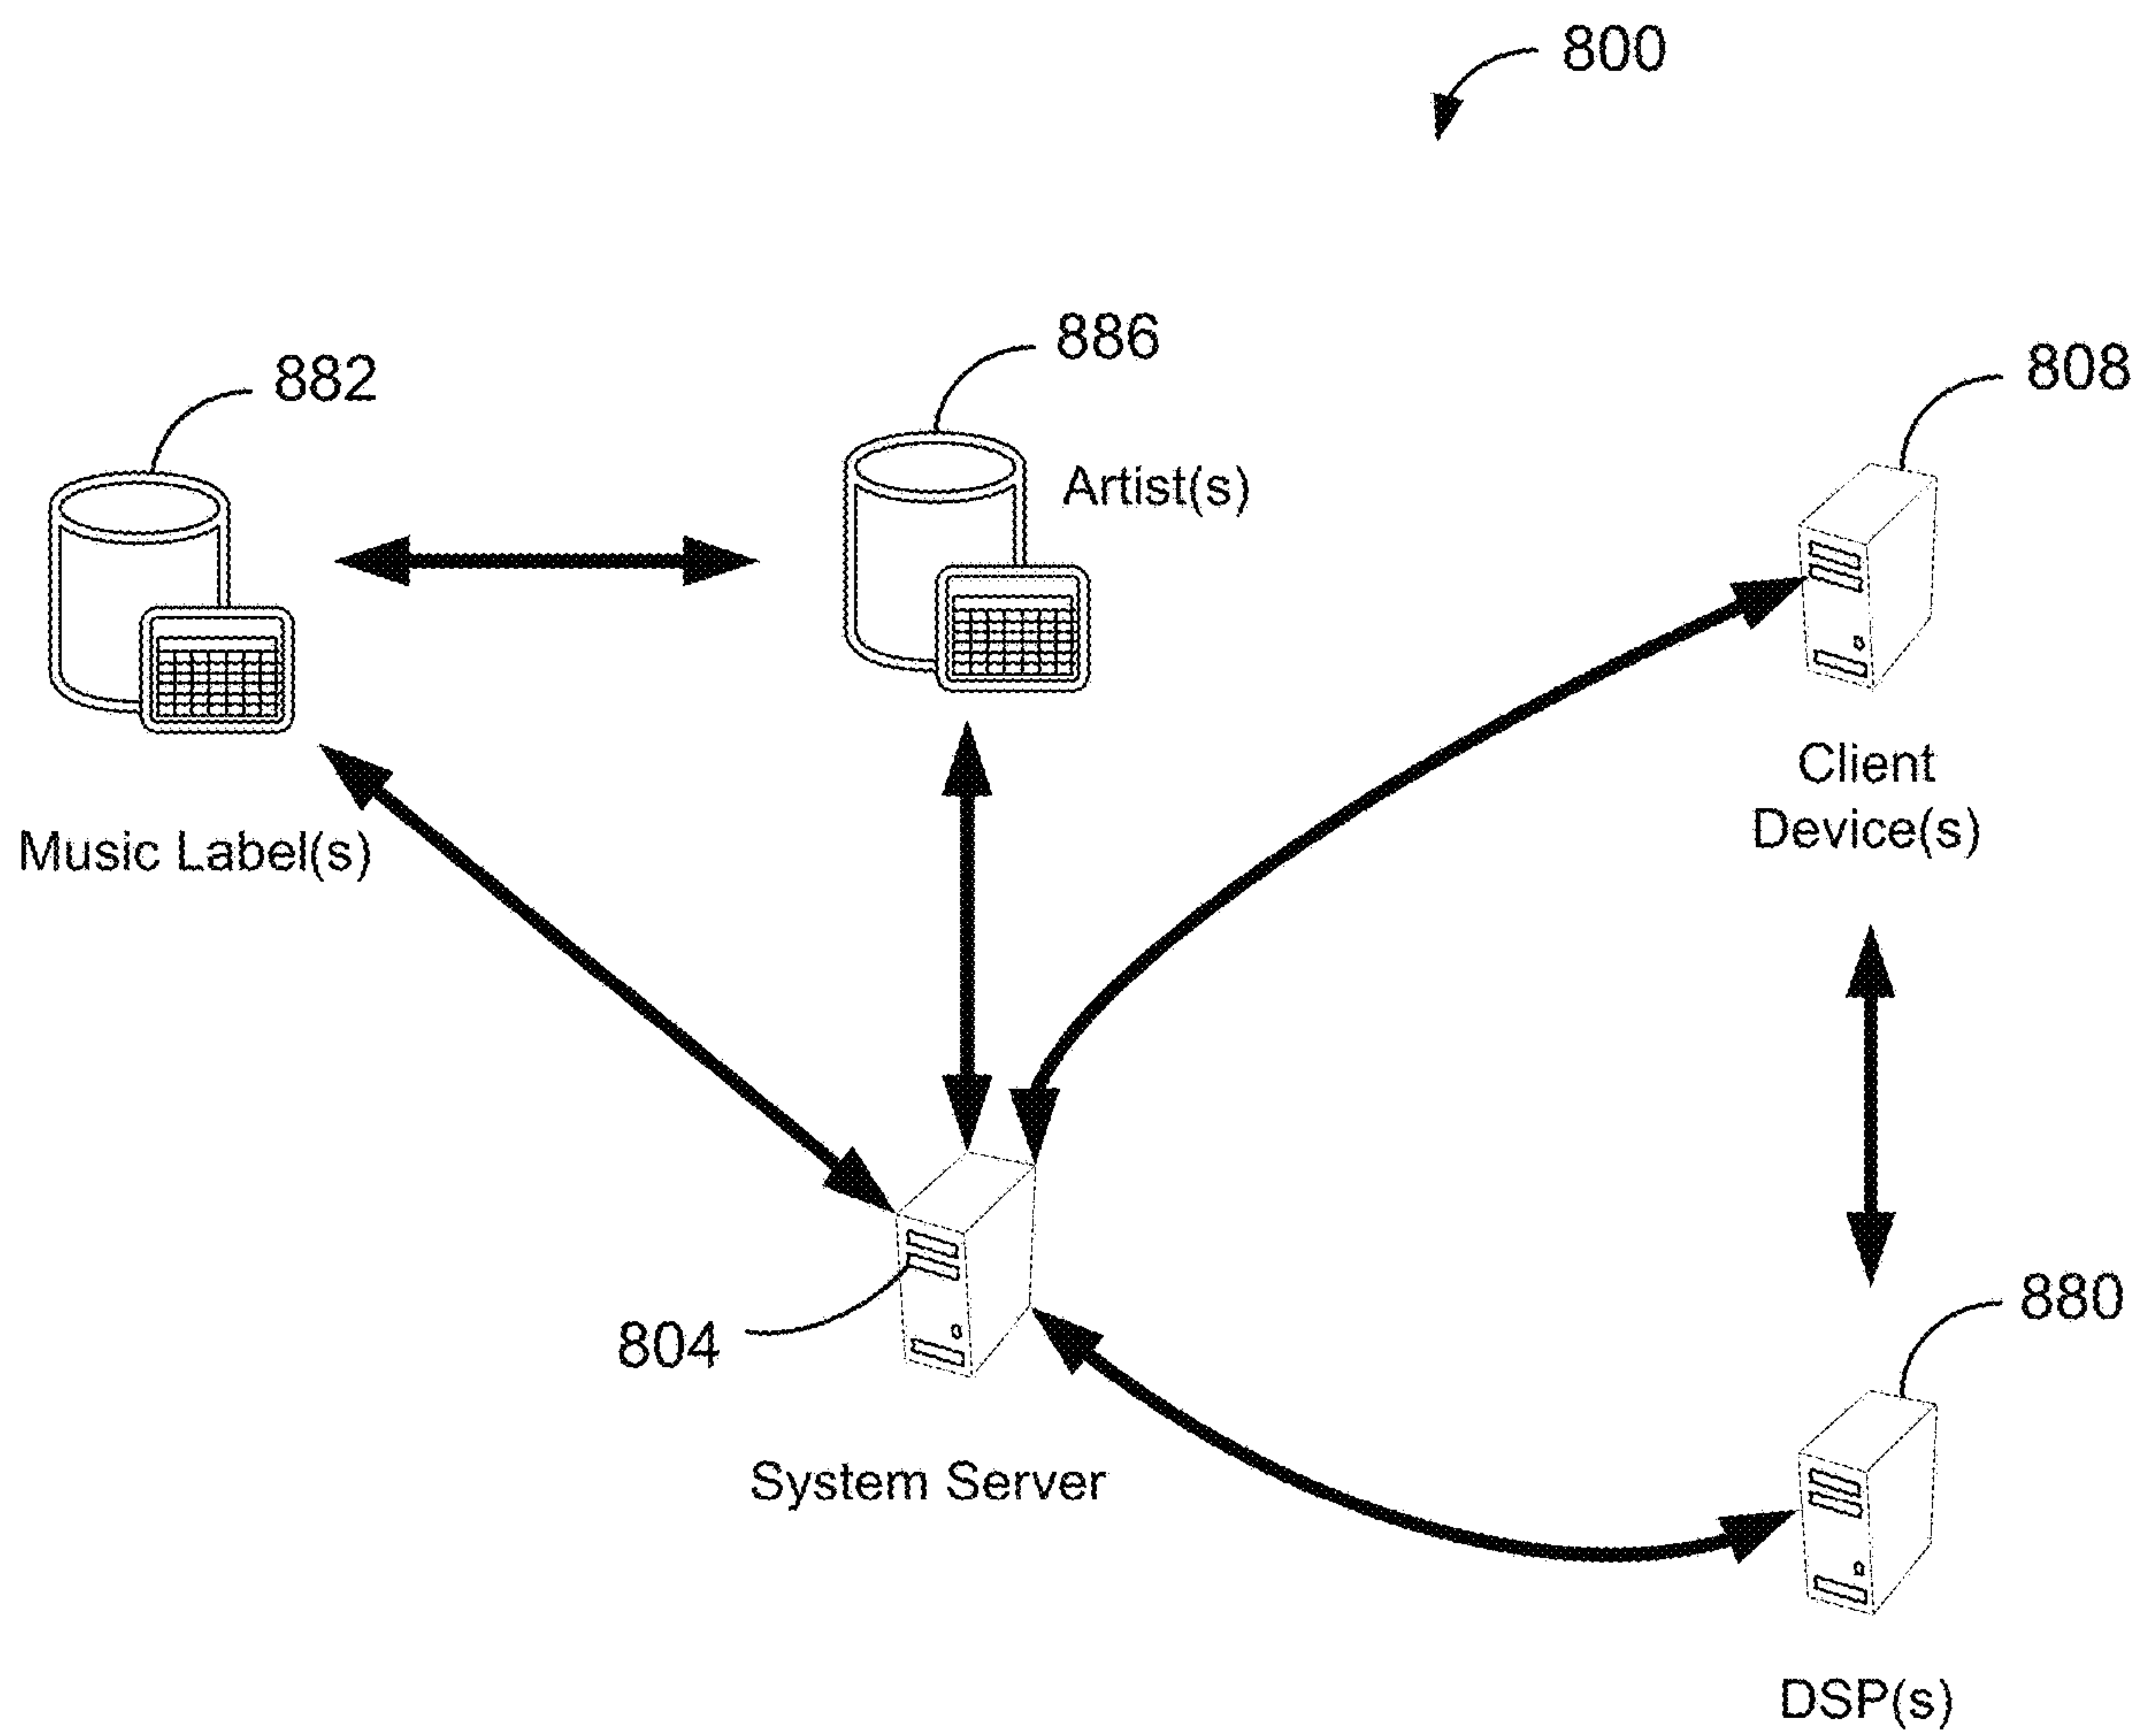 800
886
808
882
Artist(s)
Client
Device(s)
Music Label(s)
880
804
System Server
DSP(s)